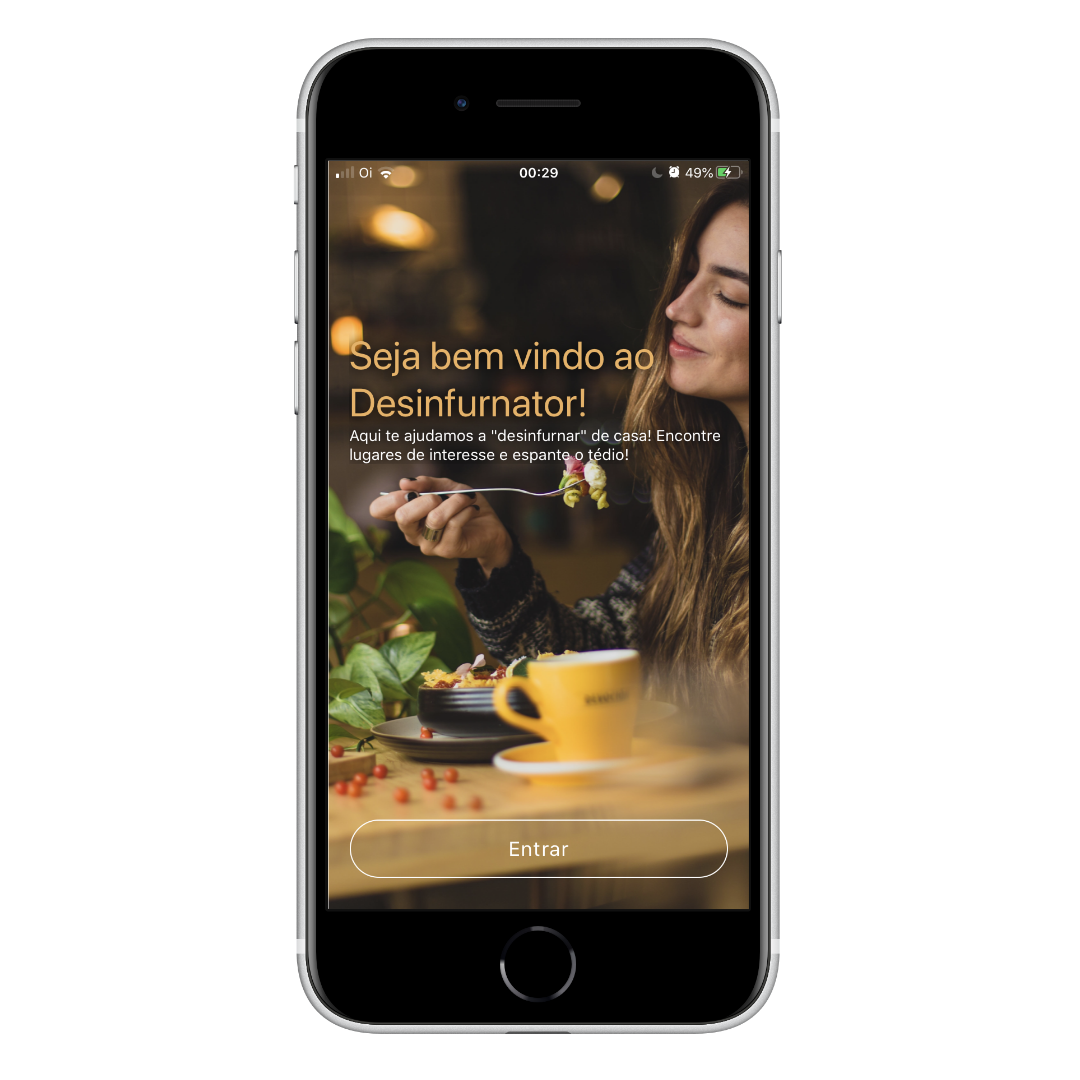 Oi 00:29 49%
Seja bem vindo ao
Desinfurnator!
Aqui te ajudamos a "desinfurnar" de casa! Encontre
lugares de interesse e espante o tédio!
Entrar